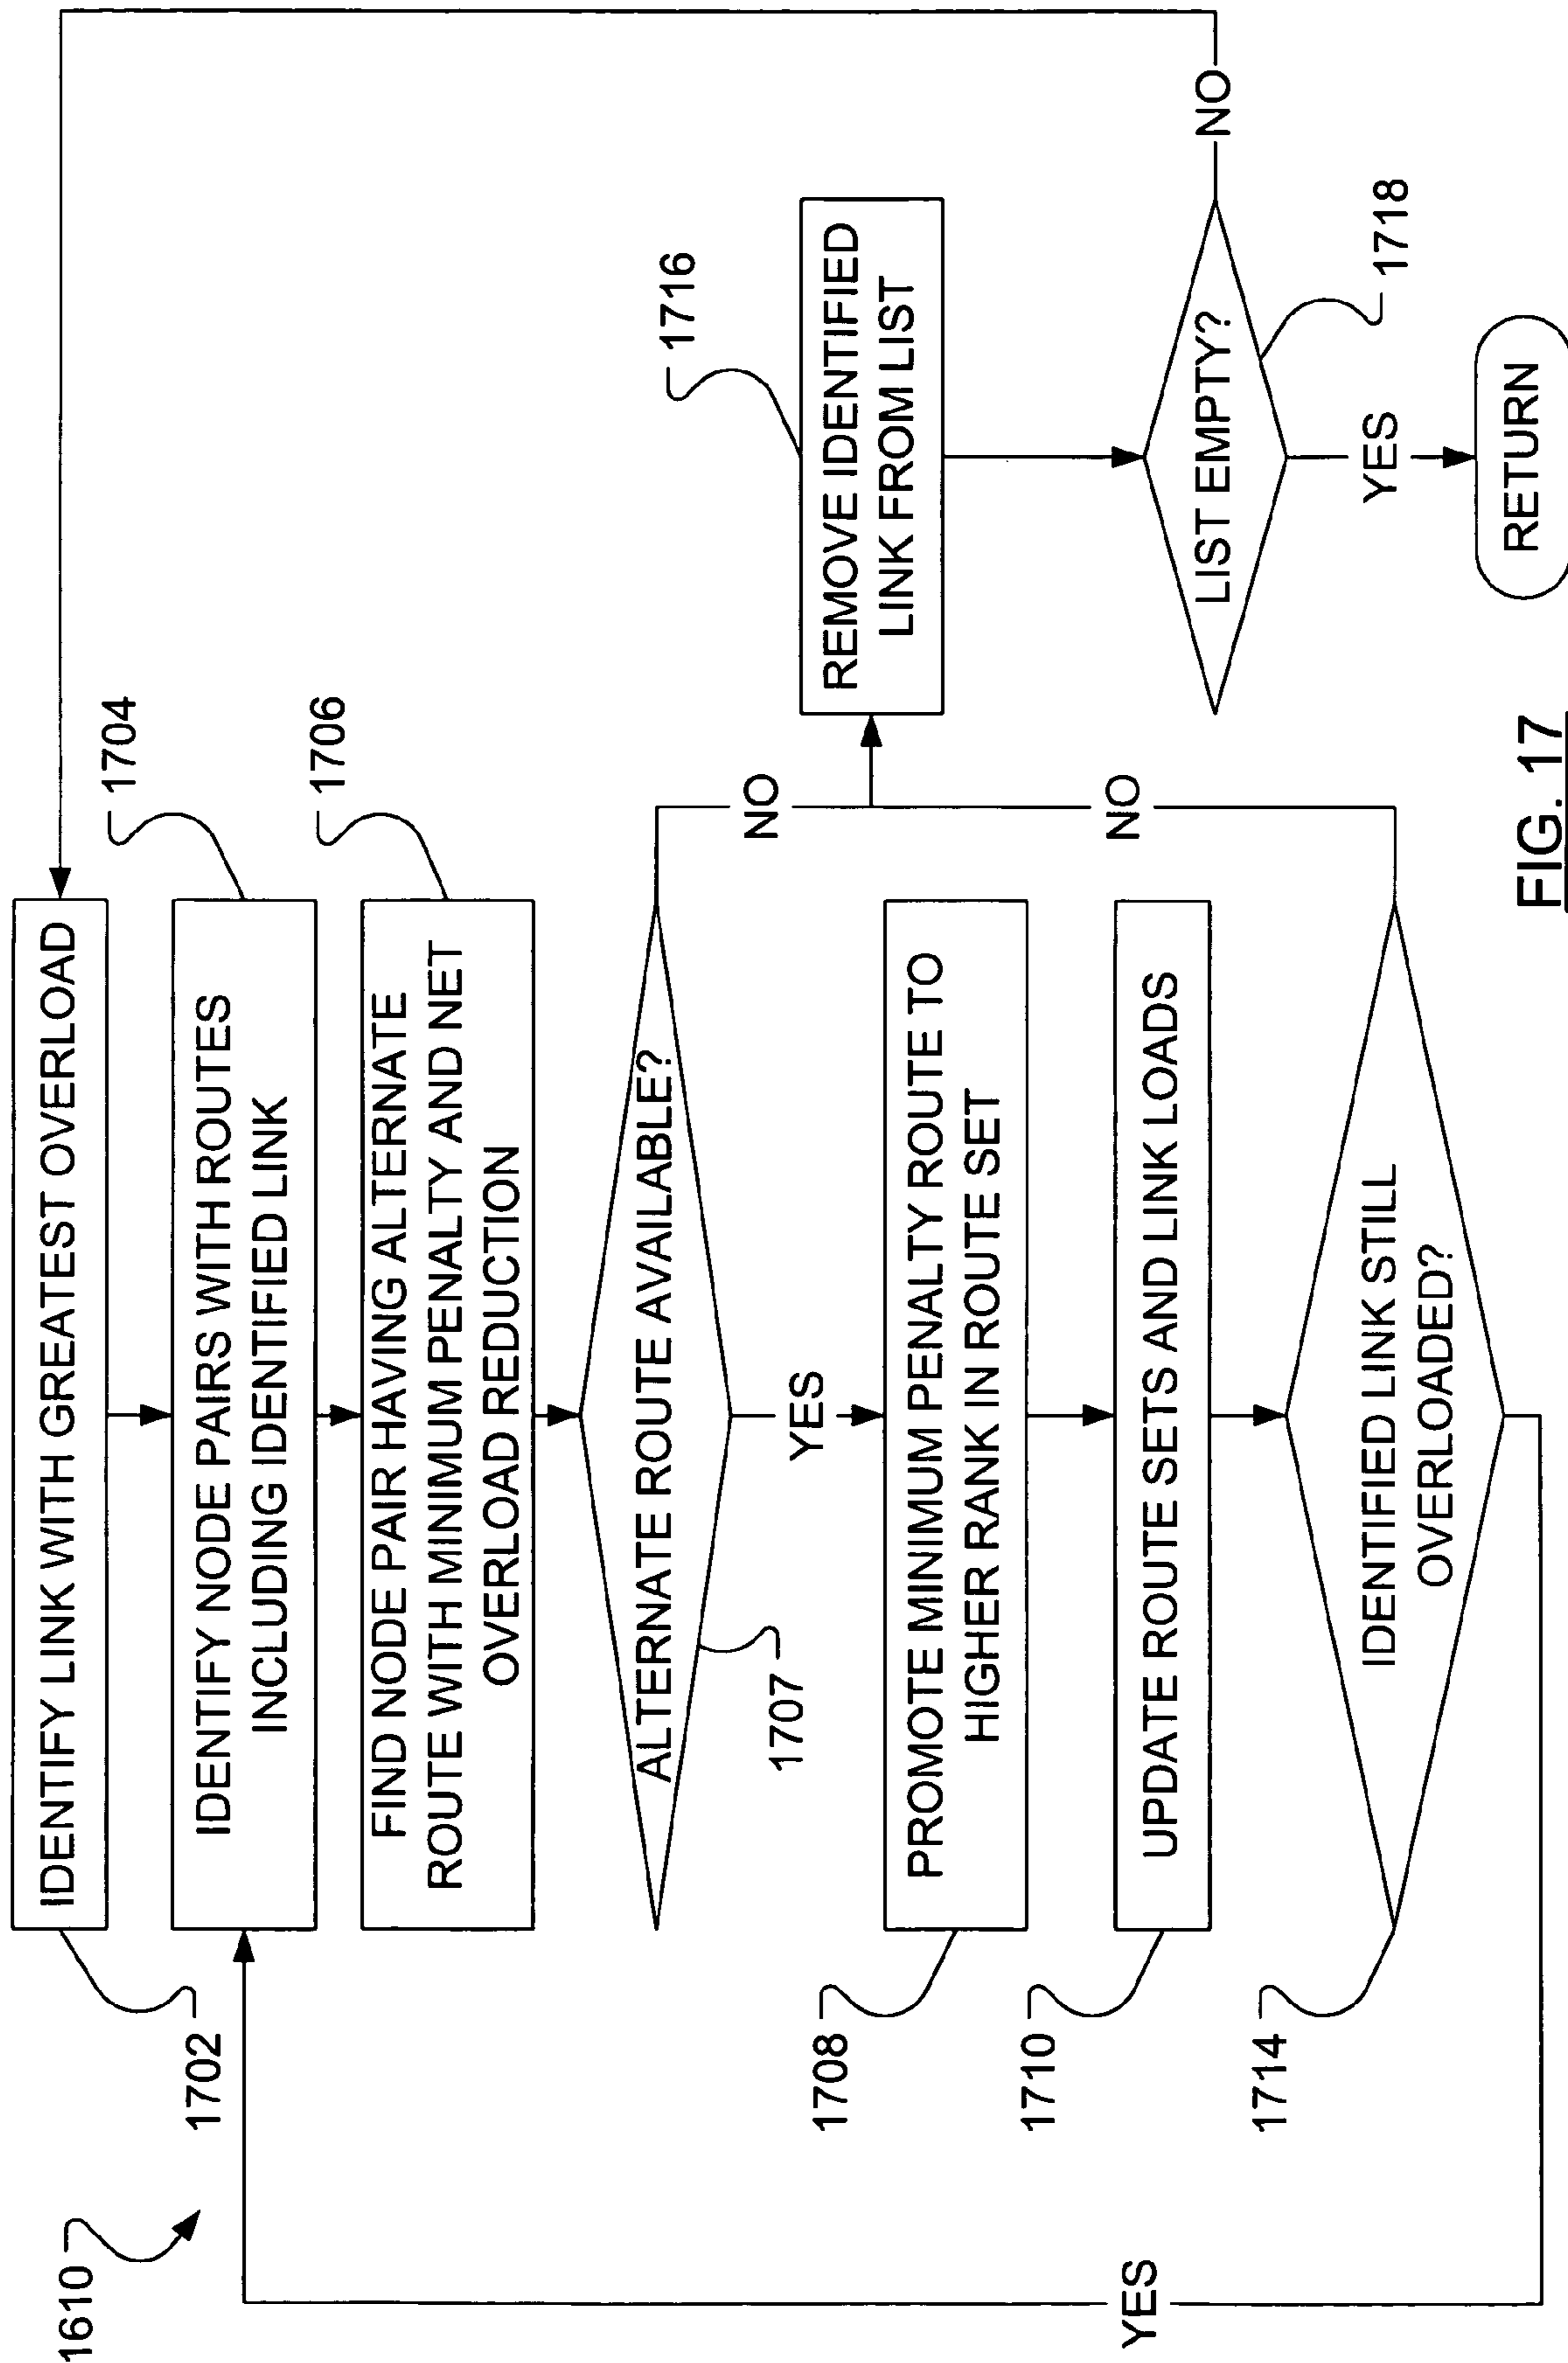 1610
1702
IDENTIFY LINK WITH GREATEST OVERLOAD
1704
IDENTIFY NODE PAIRS WITH ROUTES
INCLUDING IDENTIFIED LINK
1706
FIND NODE PAIR HAVING ALTERNATE
ROUTE WITH MINIMUM PENALTY AND NET
OVERLOAD REDUCTION
ALTERNATE ROUTE AVAILABLE?
1707
NO
YES
1708
PROMOTE MINIMUM PENALTY ROUTE TO
HIGHER RANK IN ROUTE SET
1710
UPDATE ROUTE SETS AND LINK LOADS
1714
IDENTIFIED LINK STILL
OVERLOADED?
NO
YES
1716
REMOVE IDENTIFIED
LINK FROM LIST
LIST EMPTY?
1718
NO
YES
RETURN
FIG. 17